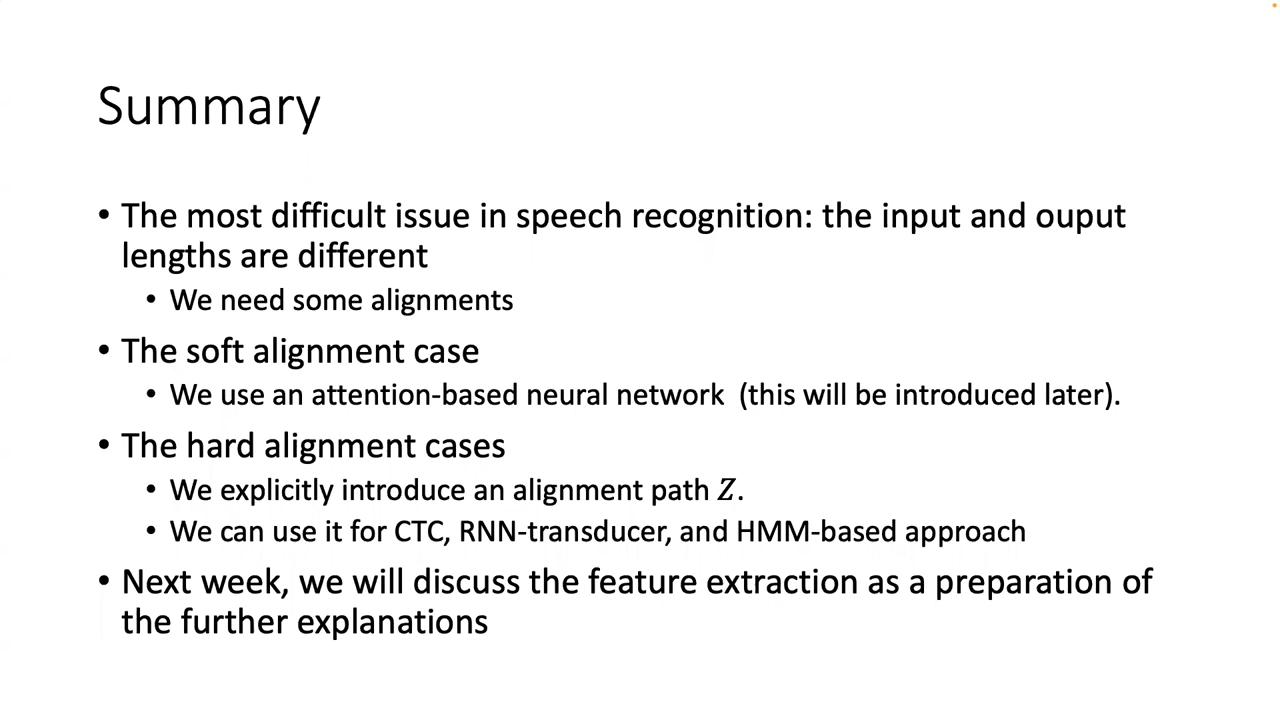 Summary
• The most difficult issue in speech recognition: the input and ouput
lengths are different
• We need some alignments
• The soft alignment case
• We use an attention-based neural network (this will be introduced later).
• The hard alignment cases
• We explicitly introduce an alignment path Z.
• We can use it for CTC, RNN-transducer, and HMM-based approach
• Next week, we will discuss the feature extraction as a preparation of
the further explanations